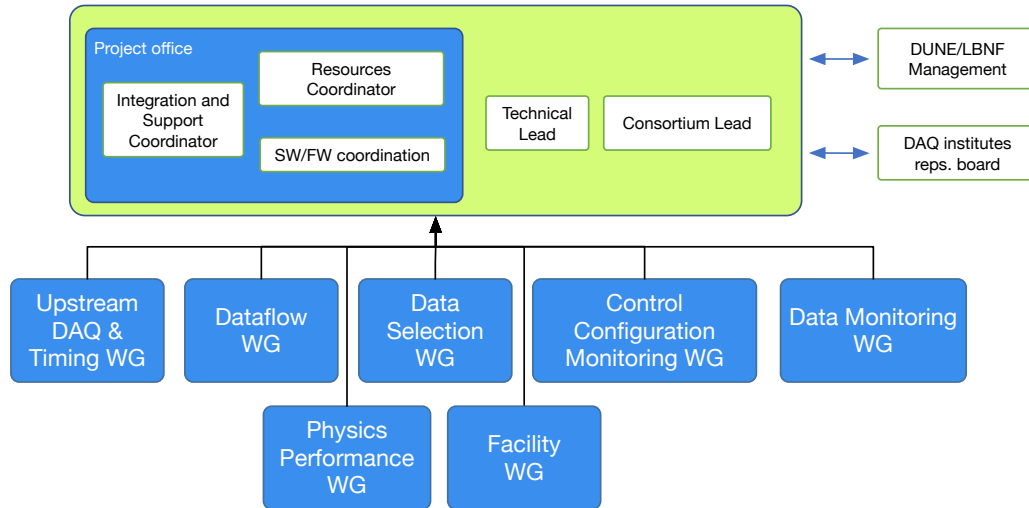 Project office
Resources
Coordinator
Integration and
Support
Coordinator
SW/FW coordination
Technical
Lead
Consortium Lead
DUNE/LBNF
Management
DAQ institutes
reps. board
Upstream
DAQ &
Timing WG
Dataflow
WG
Data
Selection
WG
Control
Configuration
Monitoring WG
Data Monitoring
WG
Physics
Performance
WG
Facility
WG